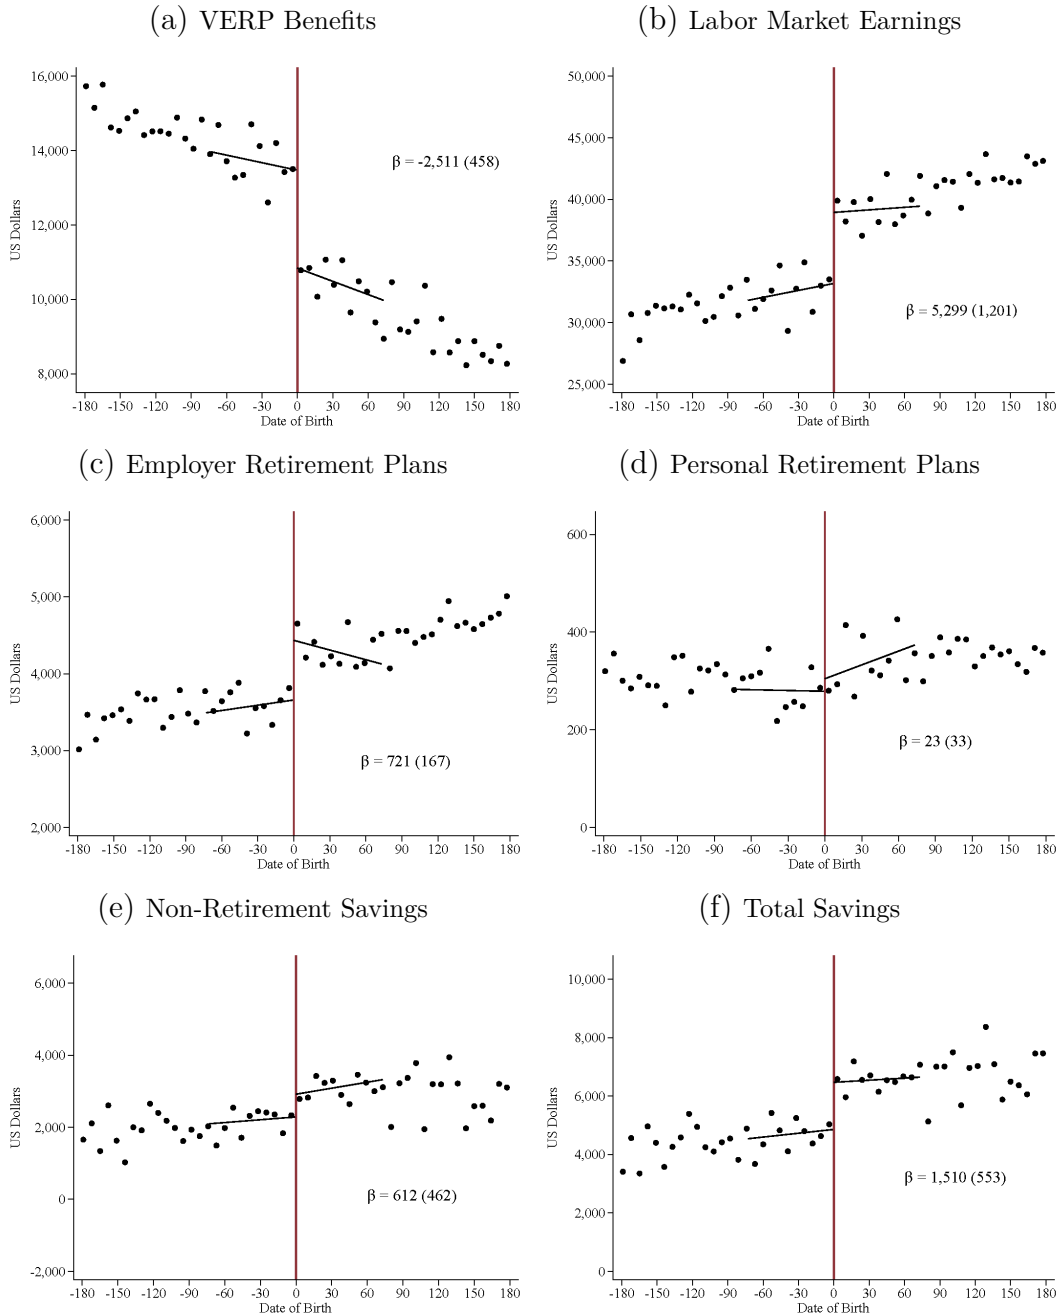 (a) VERP Benefits
16,000
14,000
12,000
10,000
8,000
US Dollars
β = -2,511 (458)
-180 -150 -120 -90 -60 -30 0 30 60 90 120 150 180
Date of Birth
(b) Labor Market Earnings
50,000
45,000
40,000
35,000
30,000
25,000
US Dollars
β = 5,299 (1,201)
-180 -150 -120 -90 -60 -30 0 30 60 90 120 150 180
Date of Birth
(c) Employer Retirement Plans
6,000
5,000
4,000
3,000
2,000
US Dollars
β = 721 (167)
-180 -150 -120 -90 -60 -30 0 30 60 90 120 150 180
Date of Birth
(d) Personal Retirement Plans
600
400
200
0
US Dollars
β = 23 (33)
-180 -150 -120 -90 -60 -30 0 30 60 90 120 150 180
Date of Birth
(e) Non-Retirement Savings
6,000
4,000
2,000
0
-2,000
US Dollars
β = 612 (462)
-180 -150 -120 -90 -60 -30 0 30 60 90 120 150 180
Date of Birth
(f) Total Savings
10,000
8,000
6,000
4,000
2,000
0
US Dollars
β = 1,510 (553)
-180 -150 -120 -90 -60 -30 0 30 60 90 120 150 180
Date of Birth